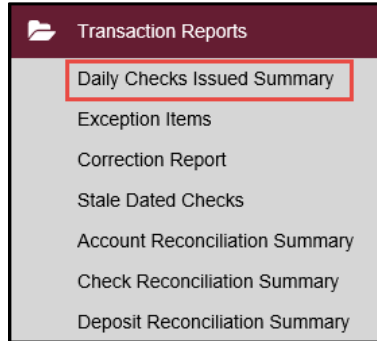 Transaction Reports
Daily Checks Issued Summary
Exception Items
Correction Report
Stale Dated Checks
Account Reconciliation Summary
Check Reconciliation Summary
Deposit Reconciliation Summary